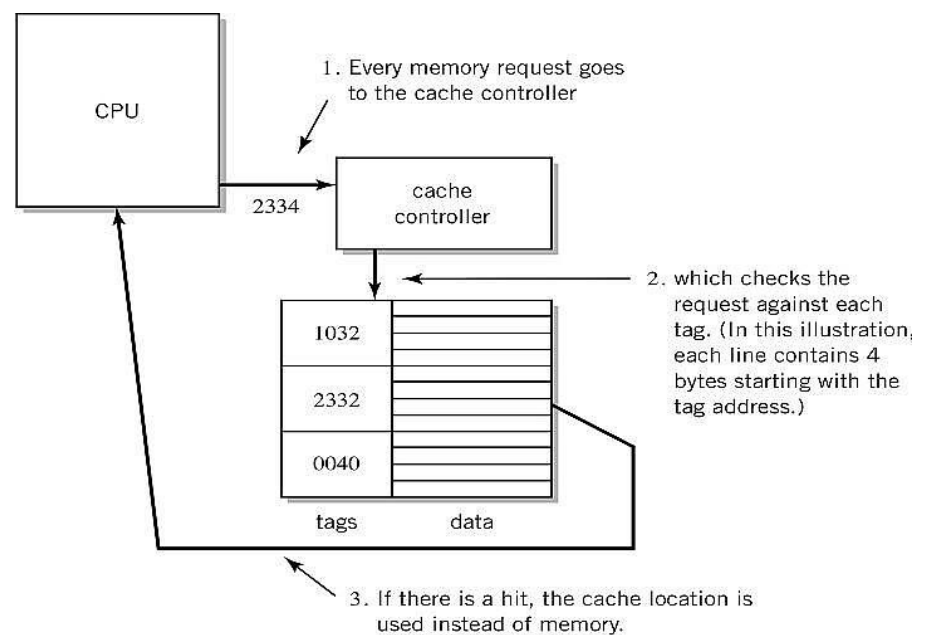 1. Every memory request goes
to the cache controller
CPU
2334
cache
controller
2. which checks the
request against each
tag. (In this illustration,
each line contains 4
bytes starting with the
tag address.)
1032
2332
0040
tags data
3. If there is a hit, the cache location is
used instead of memory.